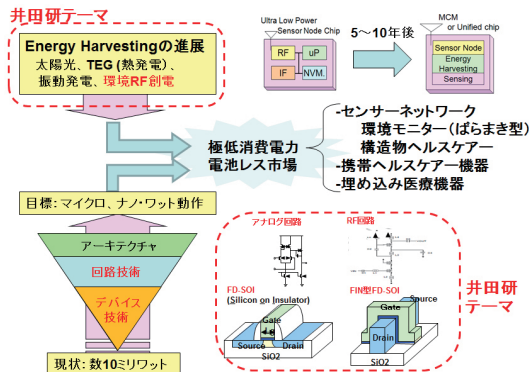 井田研テーマ
Energy Harvestingの進展
太陽光、TEG (熱発電)、
振動発電、環境RF創電
Ultra Low Power
Sensor Node Chip
RF
uP
IF
NVM
5～10年後
MCM
or Unified chip
Sensor Node
Energy
Harvesting
Sensing
極低消費電力
電池レス市場
-センサーネットワーク
環境モニター（ばらまき型）
構造物ヘルスケアー
-携帯ヘルスケアー機器
-埋め込み医療機器
目標：マイクロ、ナノ・ワット動作
アーキテクチャ
回路技術
デバイス
技術
現状：数10ミリワット
アナログ回路
RF回路
FD-SOI
(Silicon on Insulator)
Gate
Source
Drain
SiO2
FIN型FD-SOI
Source
Gate
Drain
SiO2
井田研
テーマ